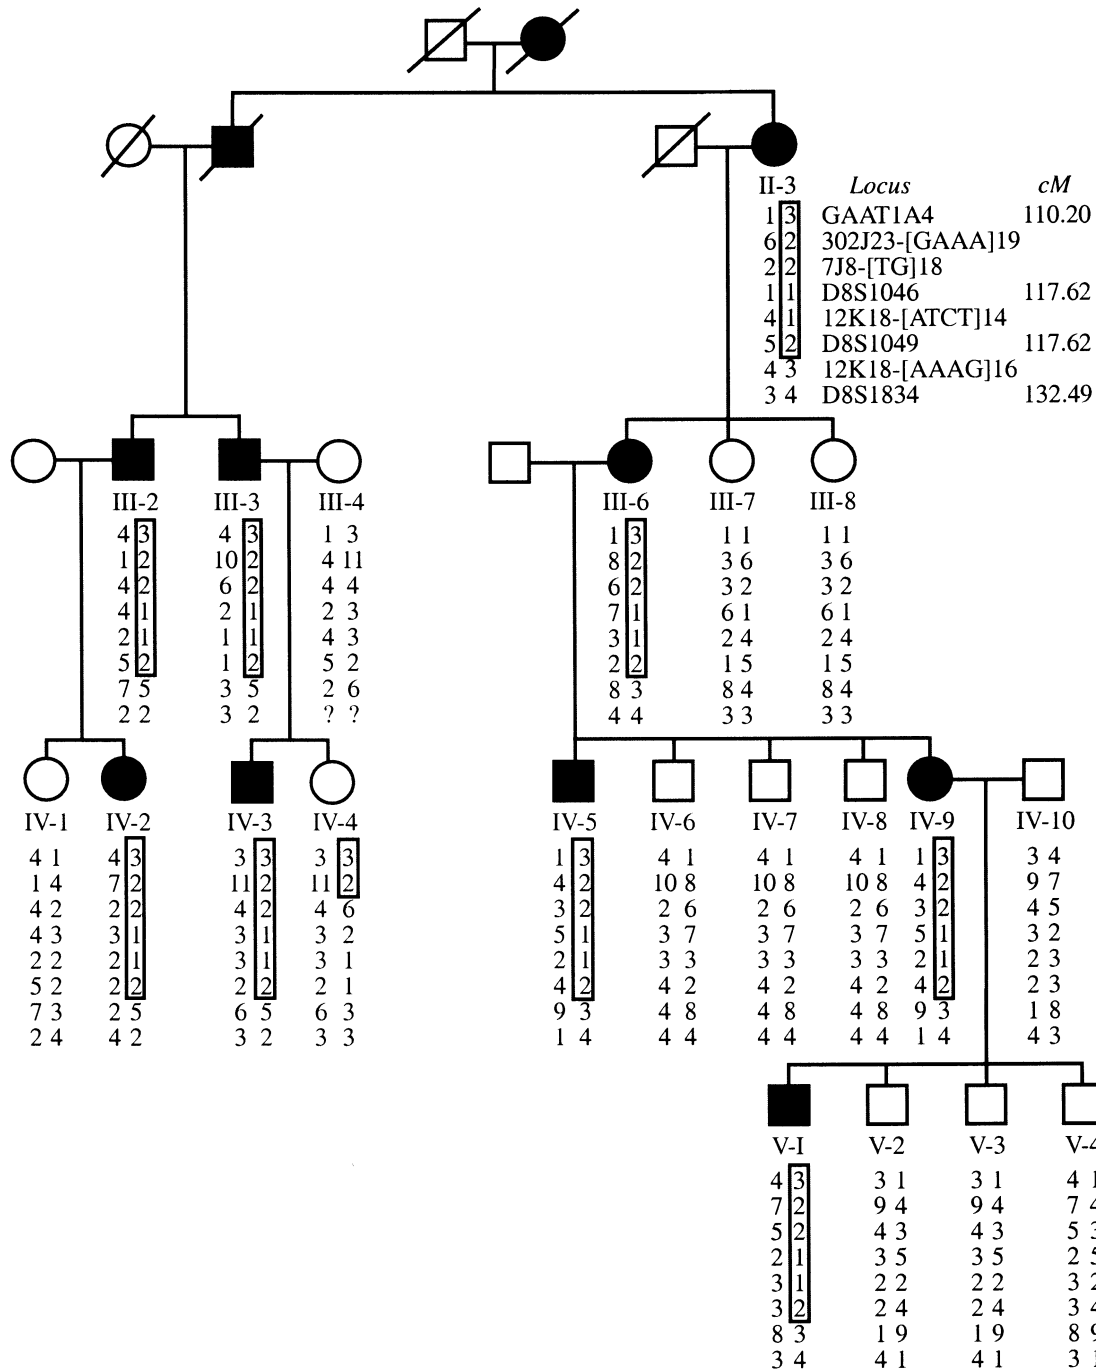 II-3 Locus cM
1 3 GAAT1A4 110.20
6 2 302J23-[GAAA]19
2 2 7J8-[TG]18
1 1 D8S1046 117.62
4 1 12K18-[ATCT]14
5 2 D8S1049 117.62
4 3 12K18-[AAAG]16
3 4 D8S1834 132.49
III-2 III-3 III-4 III-6 III-7 III-8
4 3 4 3 1 3 1 3 1 1 1 1
1 2 10 2 4 11 8 2 3 6 3 6
4 2 6 2 4 4 6 2 3 2 3 2
4 1 2 1 2 3 7 1 6 1 6 1
2 1 1 1 4 3 3 1 2 4 2 4
5 2 1 2 5 2 2 2 1 5 1 5
7 5 3 5 2 6 8 3 8 4 8 4
2 2 3 2 ? ? 4 4 3 3 3 3
IV-1 IV-2 IV-3 IV-4 IV-5 IV-6 IV-7 IV-8 IV-9 IV-10
4 1 4 3 3 3 3 3 1 3 4 1 4 1 4 1 1 3 3 4
1 4 7 2 11 2 11 2 4 2 10 8 10 8 10 8 4 2 9 7
4 2 2 2 4 2 4 6 3 2 2 6 2 6 2 6 3 2 4 5
4 3 3 1 3 1 3 2 5 1 3 7 3 7 3 7 5 1 3 2
2 2 2 1 3 1 3 1 2 1 3 3 3 3 3 3 2 1 2 3
5 2 2 2 2 2 2 1 4 2 4 2 4 2 4 2 4 2 2 3
7 3 2 5 6 5 6 3 9 3 4 8 4 8 4 8 9 3 1 8
2 4 4 2 3 2 3 3 1 4 4 4 4 4 4 4 1 4 4 3
V-I V-2 V-3 V-4
4 3 3 1 3 1 4 1
7 2 9 4 9 4 7 4
5 2 4 3 4 3 5 3
2 1 3 5 3 5 2 5
3 1 2 2 2 2 3 2
3 2 2 4 2 4 3 4
8 3 1 9 1 9 8 9
3 4 4 1 4 1 3 1